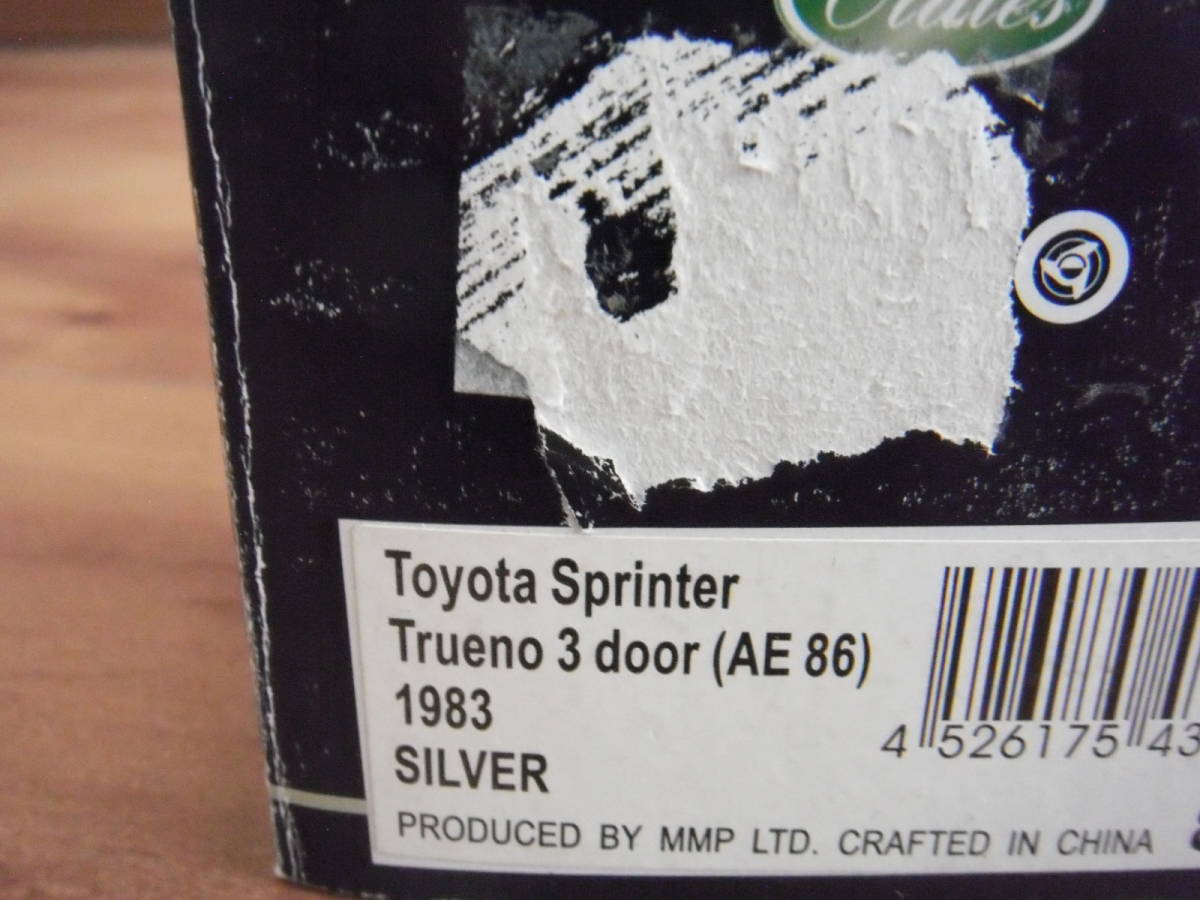 Toyota Sprinter
Trueno 3 door (AE 86)
1983
SILVER
4 526175 43
PRODUCED BY MMP LTD. CRAFTED IN CHINA